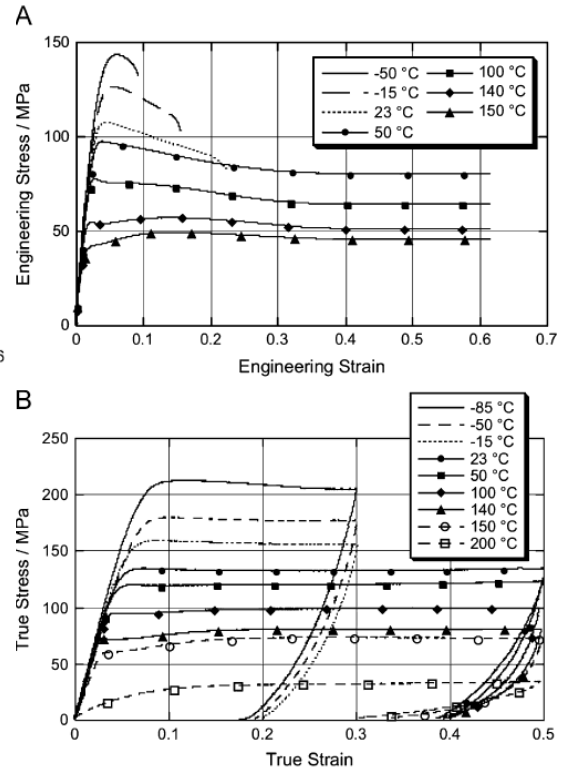 A
Engineering Stress / MPa
150
100
50
0
-50 °C
-15 °C
23 °C
50 °C
100 °C
140 °C
150 °C
0 0.1 0.2 0.3 0.4 0.5 0.6 0.7
Engineering Strain
6
B
True Stress / MPa
250
200
150
100
50
0
-85 °C
-50 °C
-15 °C
23 °C
50 °C
100 °C
140 °C
150 °C
200 °C
0 0.1 0.2 0.3 0.4 0.5
True Strain